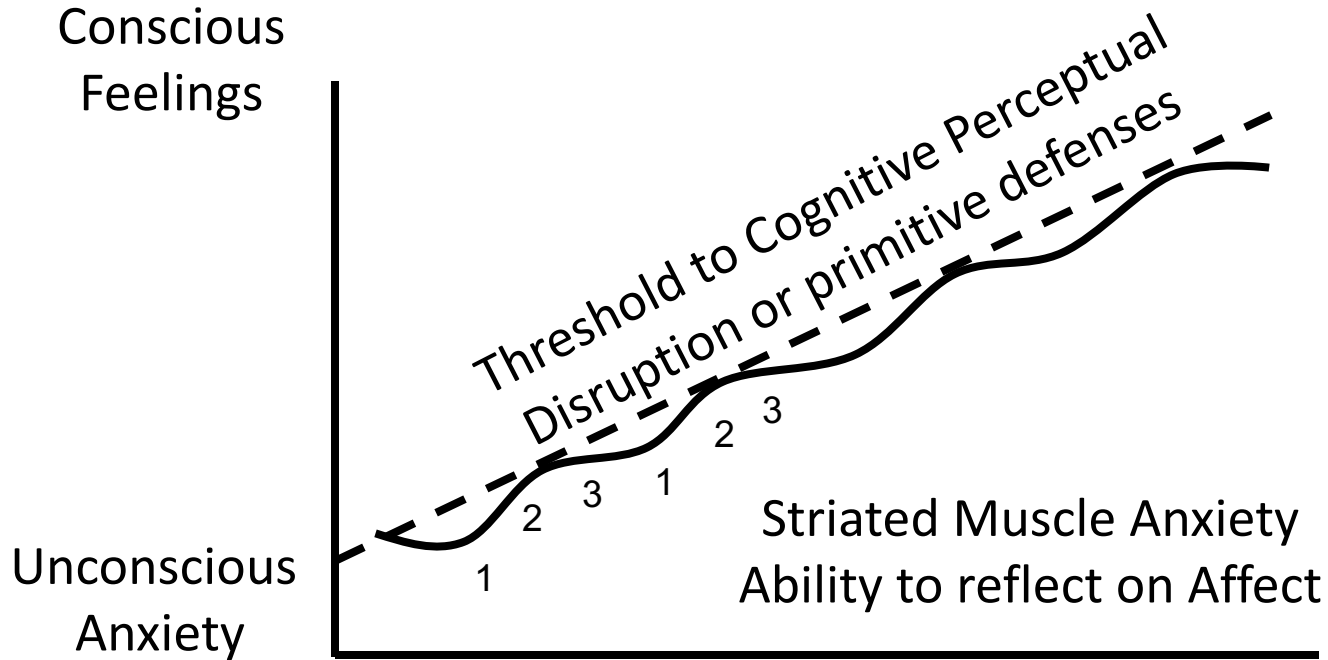 Conscious
Feelings
Threshold to Cognitive Perceptual
Disruption or primitive defenses
3
2
1
3
2
1
Striated Muscle Anxiety
Ability to reflect on Affect
Unconscious
Anxiety